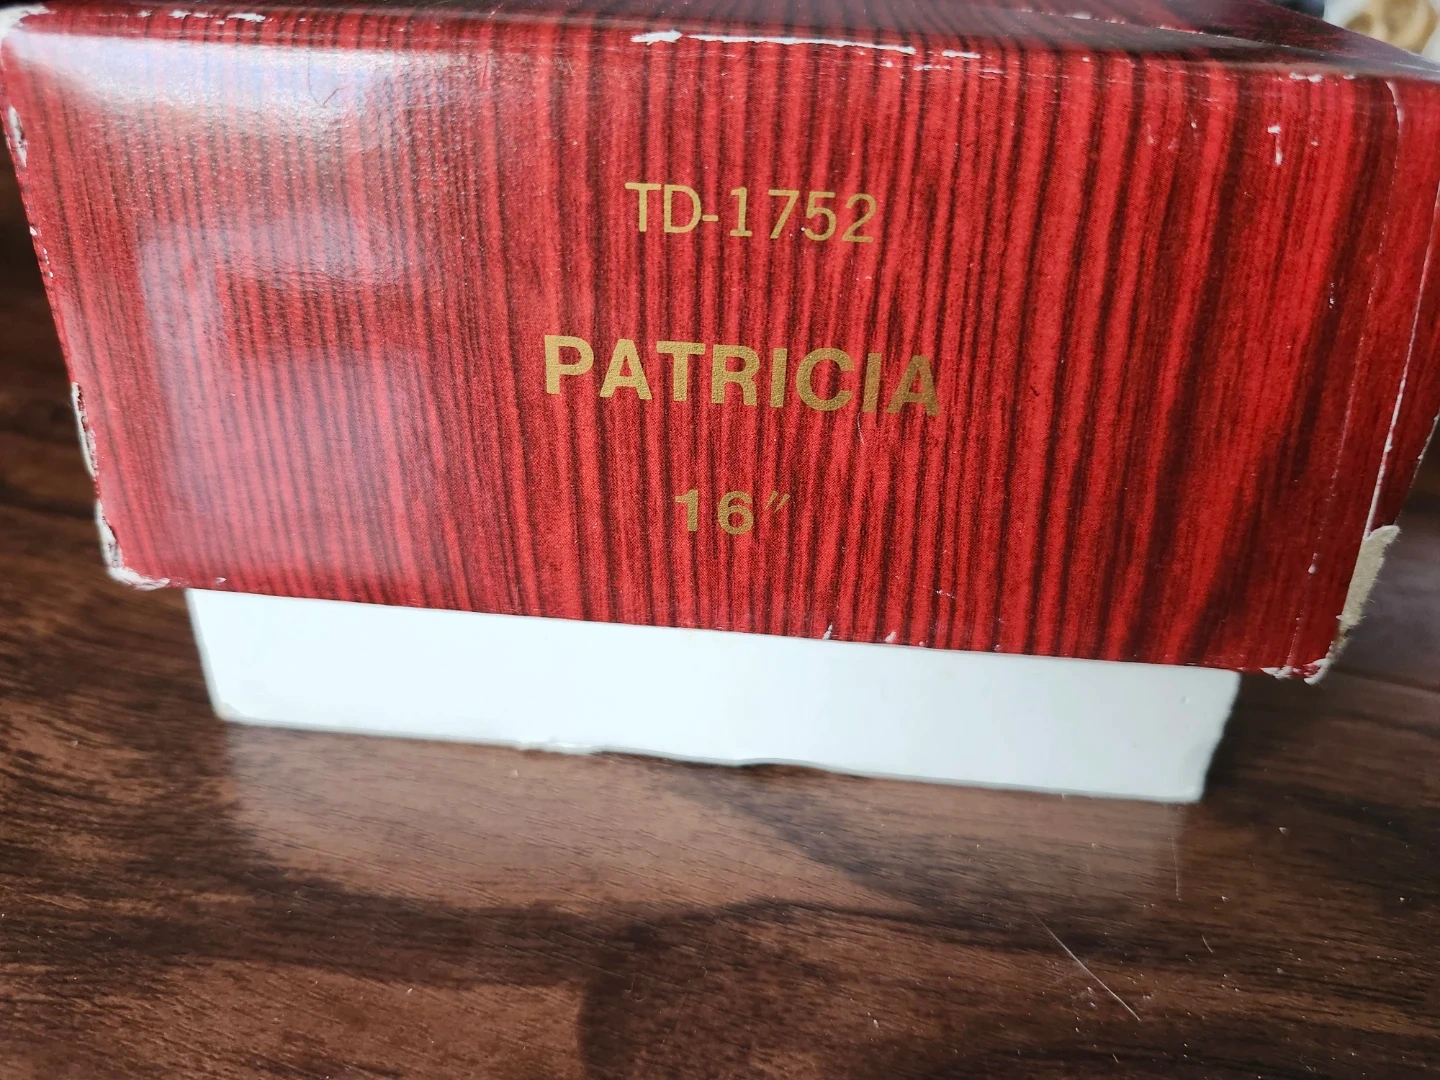 TD-1752
PATRICIA
16"